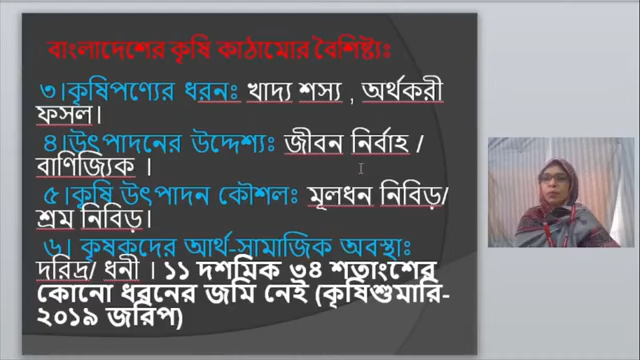 বাংলাদেশের কৃষি কাঠামোর বৈশিষ্ট্যঃ
৩।কৃষিপণ্যের ধরনঃ খাদ্য শস্য , অর্থকরী
ফসল।
৪।উৎপাদনের উদ্দেশ্যঃ জীবন নির্বাহ /
বাণিজ্যিক ।
৫।কৃষি উৎপাদন কৌশলঃ মূলধন নিবিড়/
শ্রম নিবিড়।
৬। কৃষকদের আর্থ-সামাজিক অবস্থাঃ
দরিদ্র/ ধনী । ১১ দশমিক ৩৪ শতাংশের
কোনো ধরনের জমি নেই (কৃষিশুমারি-
২০১৯ জরিপ)